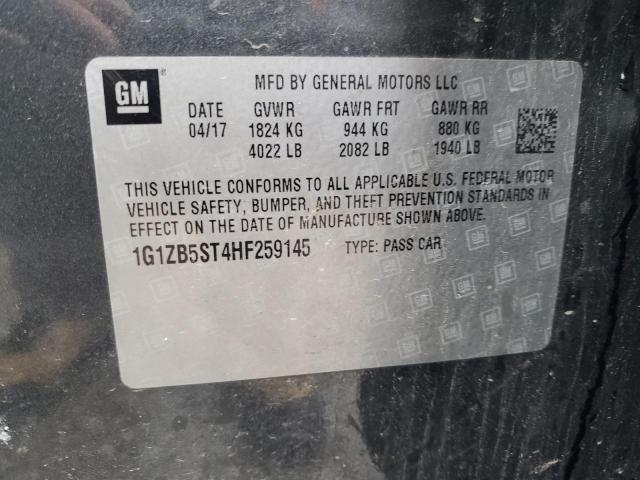 GM ® MFD BY GENERAL MOTORS LLC
DATE GVWR GAWR FRT GAWR RR
04/17 1824 KG 944 KG 880 KG
4022 LB 2082 LB 1940 LB
THIS VEHICLE CONFORMS TO ALL APPLICABLE U.S. FEDERAL MOTOR
VEHICLE SAFETY, BUMPER, AND THEFT PREVENTION STANDARDS IN
EFFECT ON THE DATE OF MANUFACTURE SHOWN ABOVE.
1G1ZB5ST4HF259145 TYPE: PASS CAR